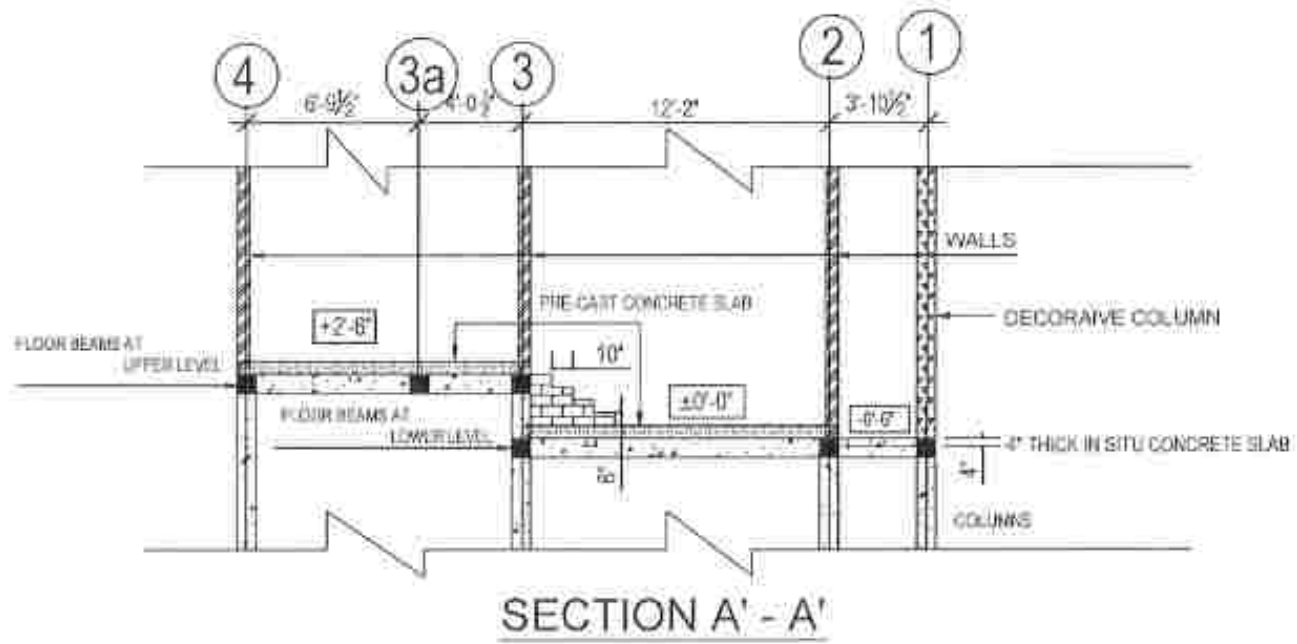 4 3a 3 2 1
6'-9½" 4'-0½" 12'-2" 3'-10½"
WALLS
PRE-CAST CONCRETE SLAB
+2'-6"
DECORAIVE COLUMN
FLOOR BEAMS AT
UPPER LEVEL
10"
±0'-0"
-0'-6"
FLOOR BEAMS AT
LOWER LEVEL
4" THICK IN SITU CONCRETE SLAB
6"
4"
COLUMNS
SECTION A' - A'